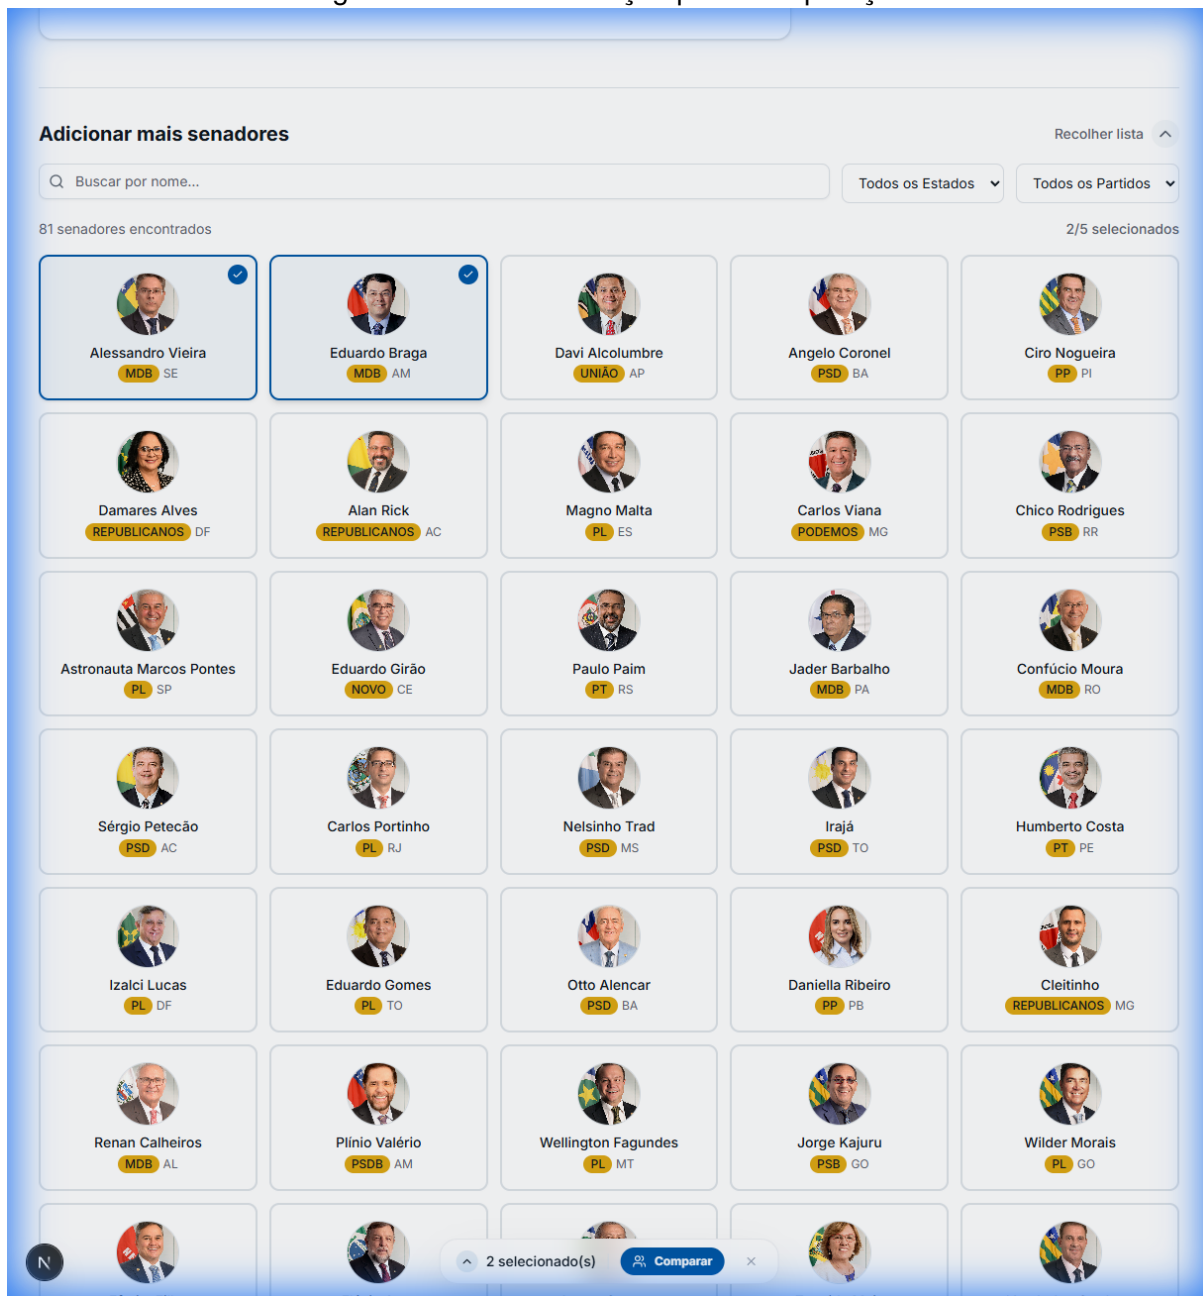 Adicionar mais senadores
Recolher lista
Buscar por nome...
Todos os Estados
Todos os Partidos
81 senadores encontrados
2/5 selecionados
Alessandro Vieira
MDB SE
Eduardo Braga
MDB AM
Davi Alcolumbre
UNIÃO AP
Angelo Coronel
PSD BA
Ciro Nogueira
PP PI
Damares Alves
REPUBLICANOS DF
Alan Rick
REPUBLICANOS AC
Magno Malta
PL ES
Carlos Viana
PODEMOS MG
Chico Rodrigues
PSB RR
Astronauta Marcos Pontes
PL SP
Eduardo Girão
NOVO CE
Paulo Paim
PT RS
Jader Barbalho
MDB PA
Confúcio Moura
MDB RO
Sérgio Petecão
PSD AC
Carlos Portinho
PL RJ
Nelsinho Trad
PSD MS
Irajá
PSD TO
Humberto Costa
PT PE
Izalci Lucas
PL DF
Eduardo Gomes
PL TO
Otto Alencar
PSD BA
Daniella Ribeiro
PP PB
Cleitinho
REPUBLICANOS MG
Renan Calheiros
MDB AL
Plínio Valério
PSDB AM
Wellington Fagundes
PL MT
Jorge Kajuru
PSB GO
Wilder Morais
PL GO
N
2 selecionado(s)
Comparar